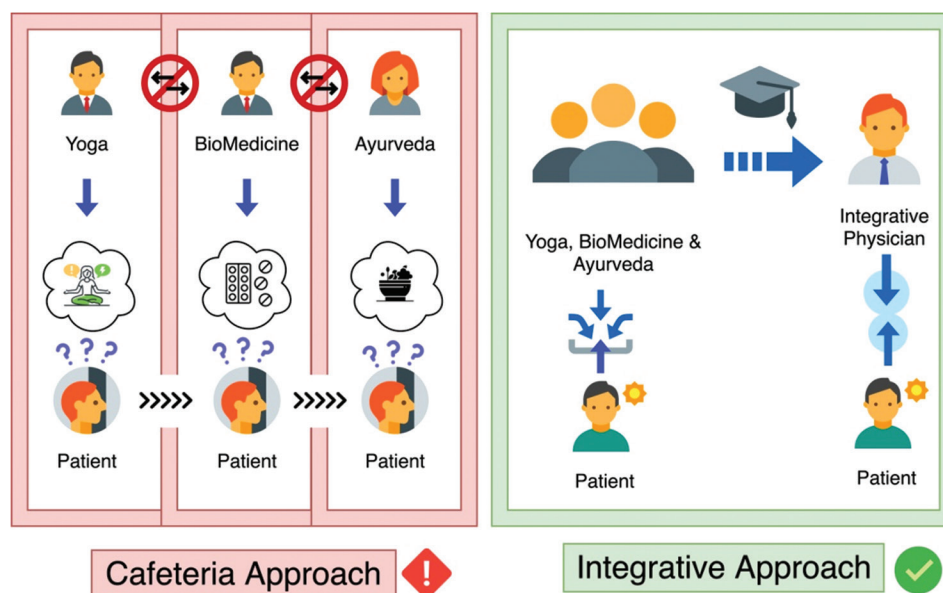 Yoga
BioMedicine
Ayurveda
? ? ?
? ? ?
? ? ?
Patient
Patient
Patient
Cafeteria Approach
!
Yoga, BioMedicine &
Ayurveda
Integrative
Physician
Patient
Patient
Integrative Approach